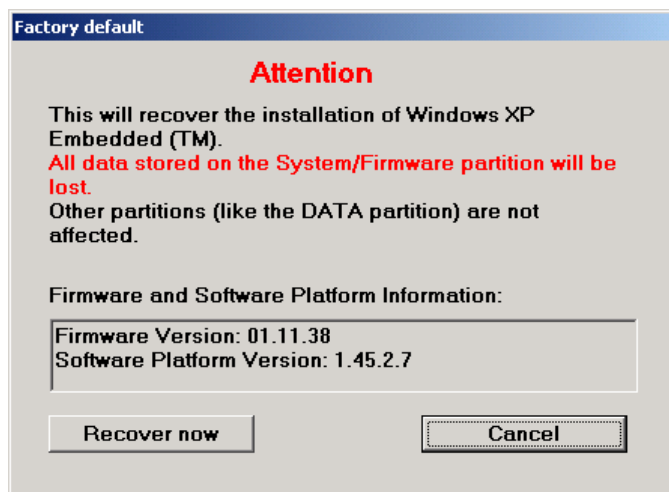 Factory default
Attention
This will recover the installation of Windows XP
Embedded (TM).
All data stored on the System/Firmware partition will be
lost.
Other partitions (like the DATA partition) are not
affected.
Firmware and Software Platform Information:
Firmware Version: 01.11.38
Software Platform Version: 1.45.2.7
Recover now
Cancel